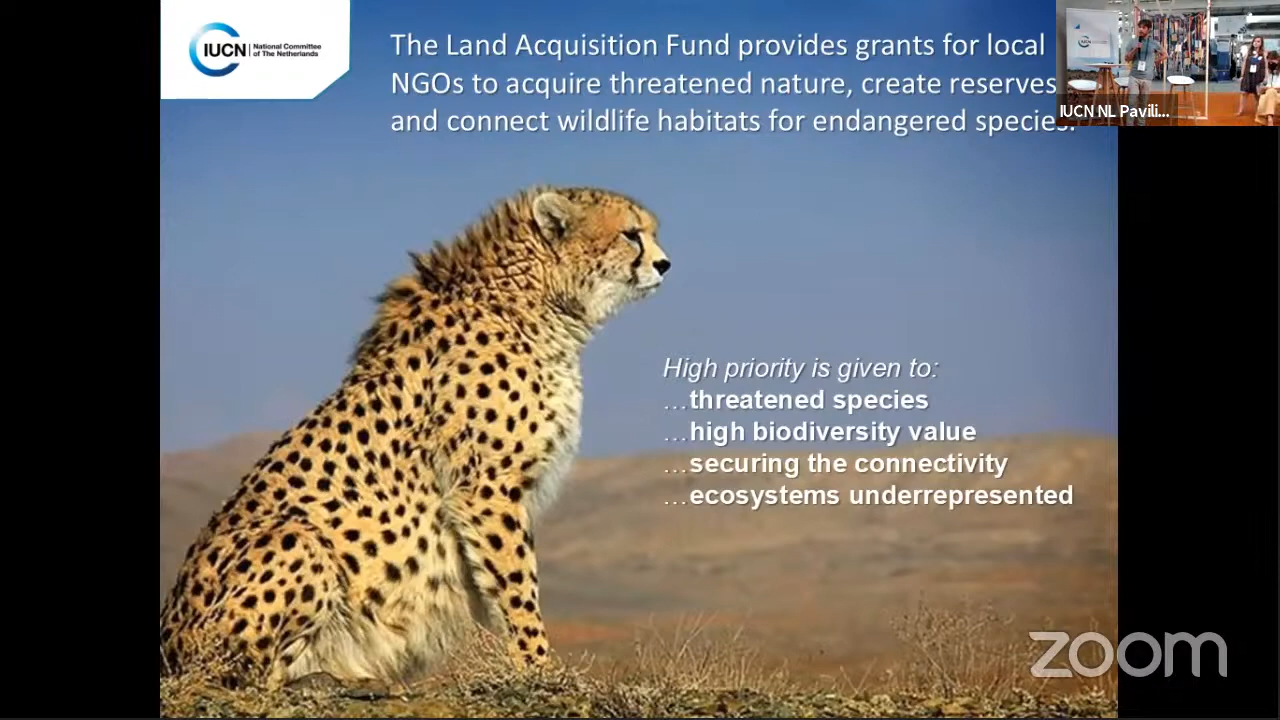 IUCN
National Committee
of The Netherlands
The Land Acquisition Fund provides grants for local
NGOs to acquire threatened nature, create reserves
and connect wildlife habitats for endangered species.
IUCN NL Pavili...
High priority is given to:
...threatened species
...high biodiversity value
...securing the connectivity
...ecosystems underrepresented
zoom